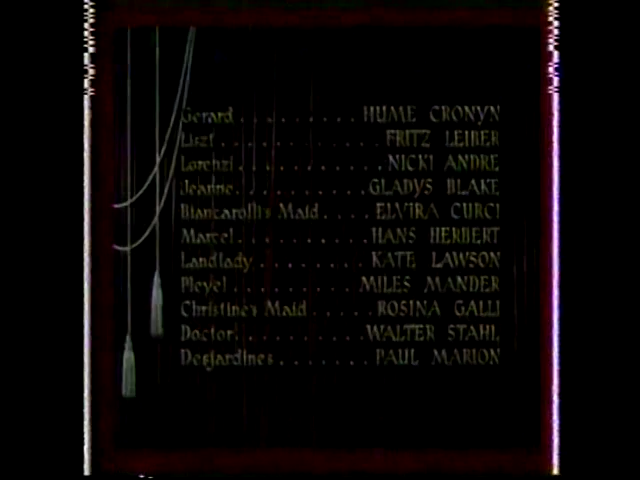 Gerard.........HUME CRONYN
Liszt............FRITZ LEIBER
Lorenzi..........NICKI ANDRE
Jeanne.........GLADYS BLAKE
Biancarolli's Maid....ELVIRA CURCI
Marcel.........HANS HERBERT
Landlady.......KATE LAWSON
Pleyel.........MILES MANDER
Christine's Maid.....ROSINA GALLI
Doctor.........WALTER STAHL
Desjardines.......PAUL MARION